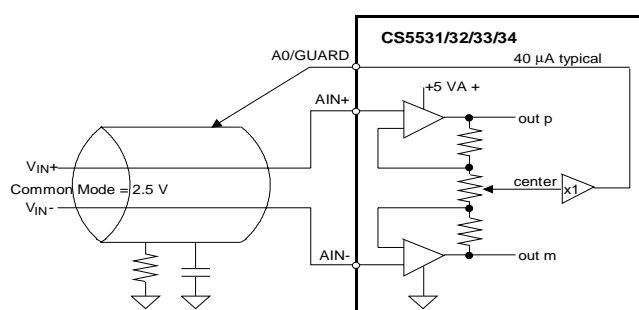 CS5531/32/33/34
A0/GUARD
40 μA typical
+5 VA +
AIN+
out p
VIN+
Common Mode = 2.5 V
VIN-
center
x1
AIN-
out m